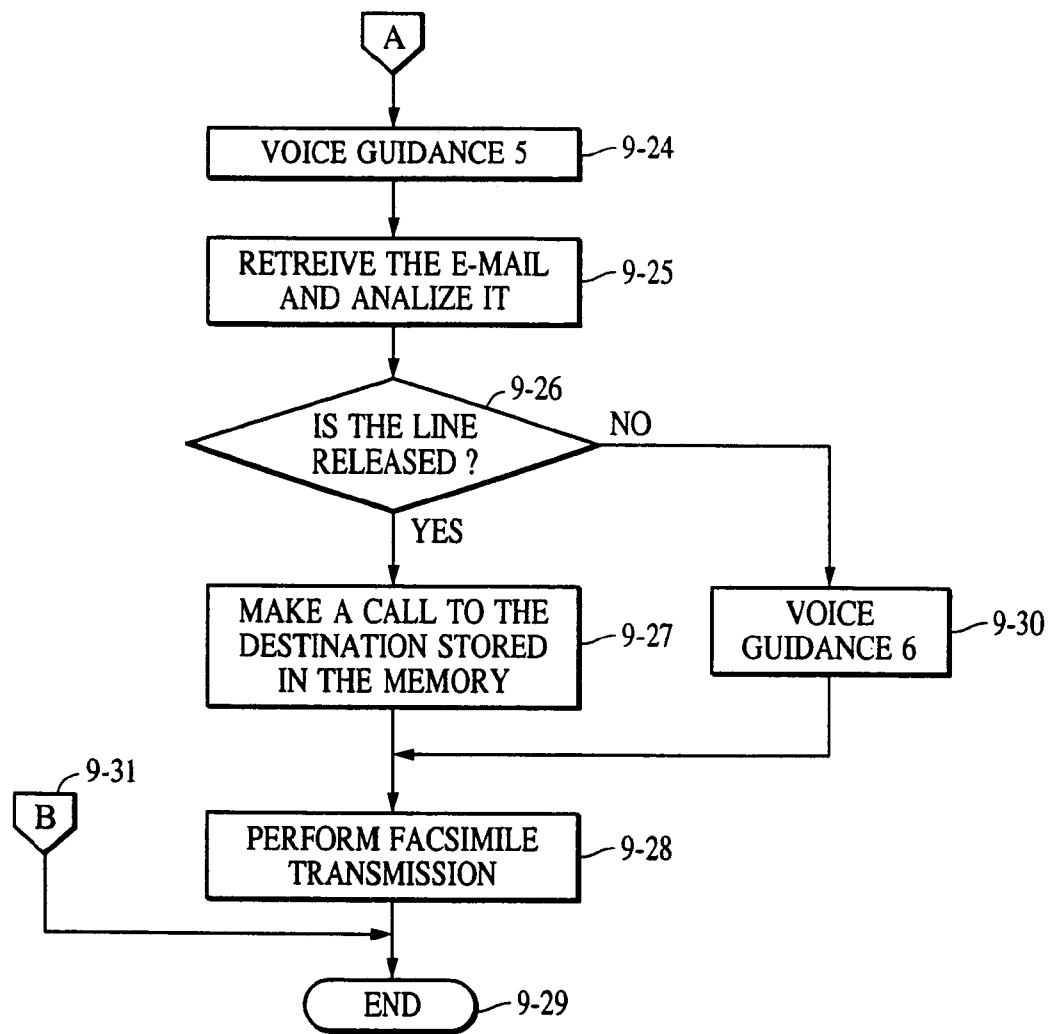 A
VOICE GUIDANCE 5
9-24
RETREIVE THE E-MAIL
AND ANALIZE IT
9-25
9-26
IS THE LINE
RELEASED ?
NO
YES
MAKE A CALL TO THE
DESTINATION STORED
IN THE MEMORY
9-27
VOICE
GUIDANCE 6
9-30
9-31
B
PERFORM FACSIMILE
TRANSMISSION
9-28
END
9-29